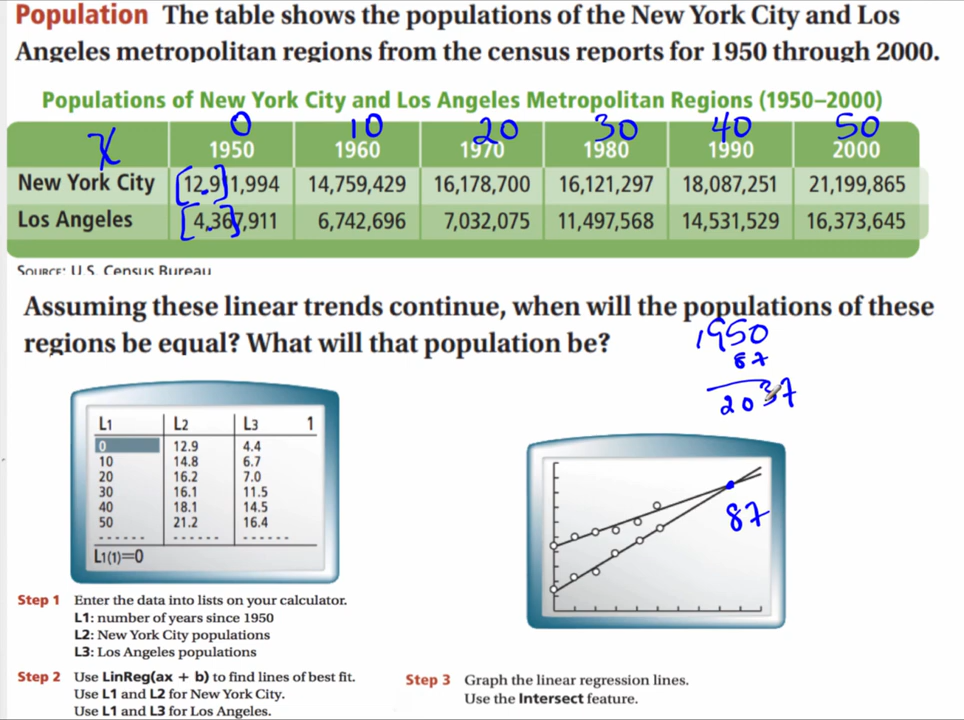 Population The table shows the populations of the New York City and Los
Angeles metropolitan regions from the census reports for 1950 through 2000.
Populations of New York City and Los Angeles Metropolitan Regions (1950–2000)
x 0 10 20 30 40 50
1950 1960 1970 1980 1990 2000
New York City [12,9]11,994 14,759,429 16,178,700 16,121,297 18,087,251 21,199,865
Los Angeles [4,367],911 6,742,696 7,032,075 11,497,568 14,531,529 16,373,645
SOURCE: U.S. Census Bureau
Assuming these linear trends continue, when will the populations of these
regions be equal? What will that population be?
1950
87
2037
L1 L2 L3 1
0 12.9 4.4
10 14.8 6.7
20 16.2 7.0
30 16.1 11.5
40 18.1 14.5
50 21.2 16.4
------ ------ ------
L1(1)=0
87
Step 1 Enter the data into lists on your calculator.
L1: number of years since 1950
L2: New York City populations
L3: Los Angeles populations
Step 2 Use LinReg(ax + b) to find lines of best fit.
Use L1 and L2 for New York City.
Use L1 and L3 for Los Angeles.
Step 3 Graph the linear regression lines.
Use the Intersect feature.